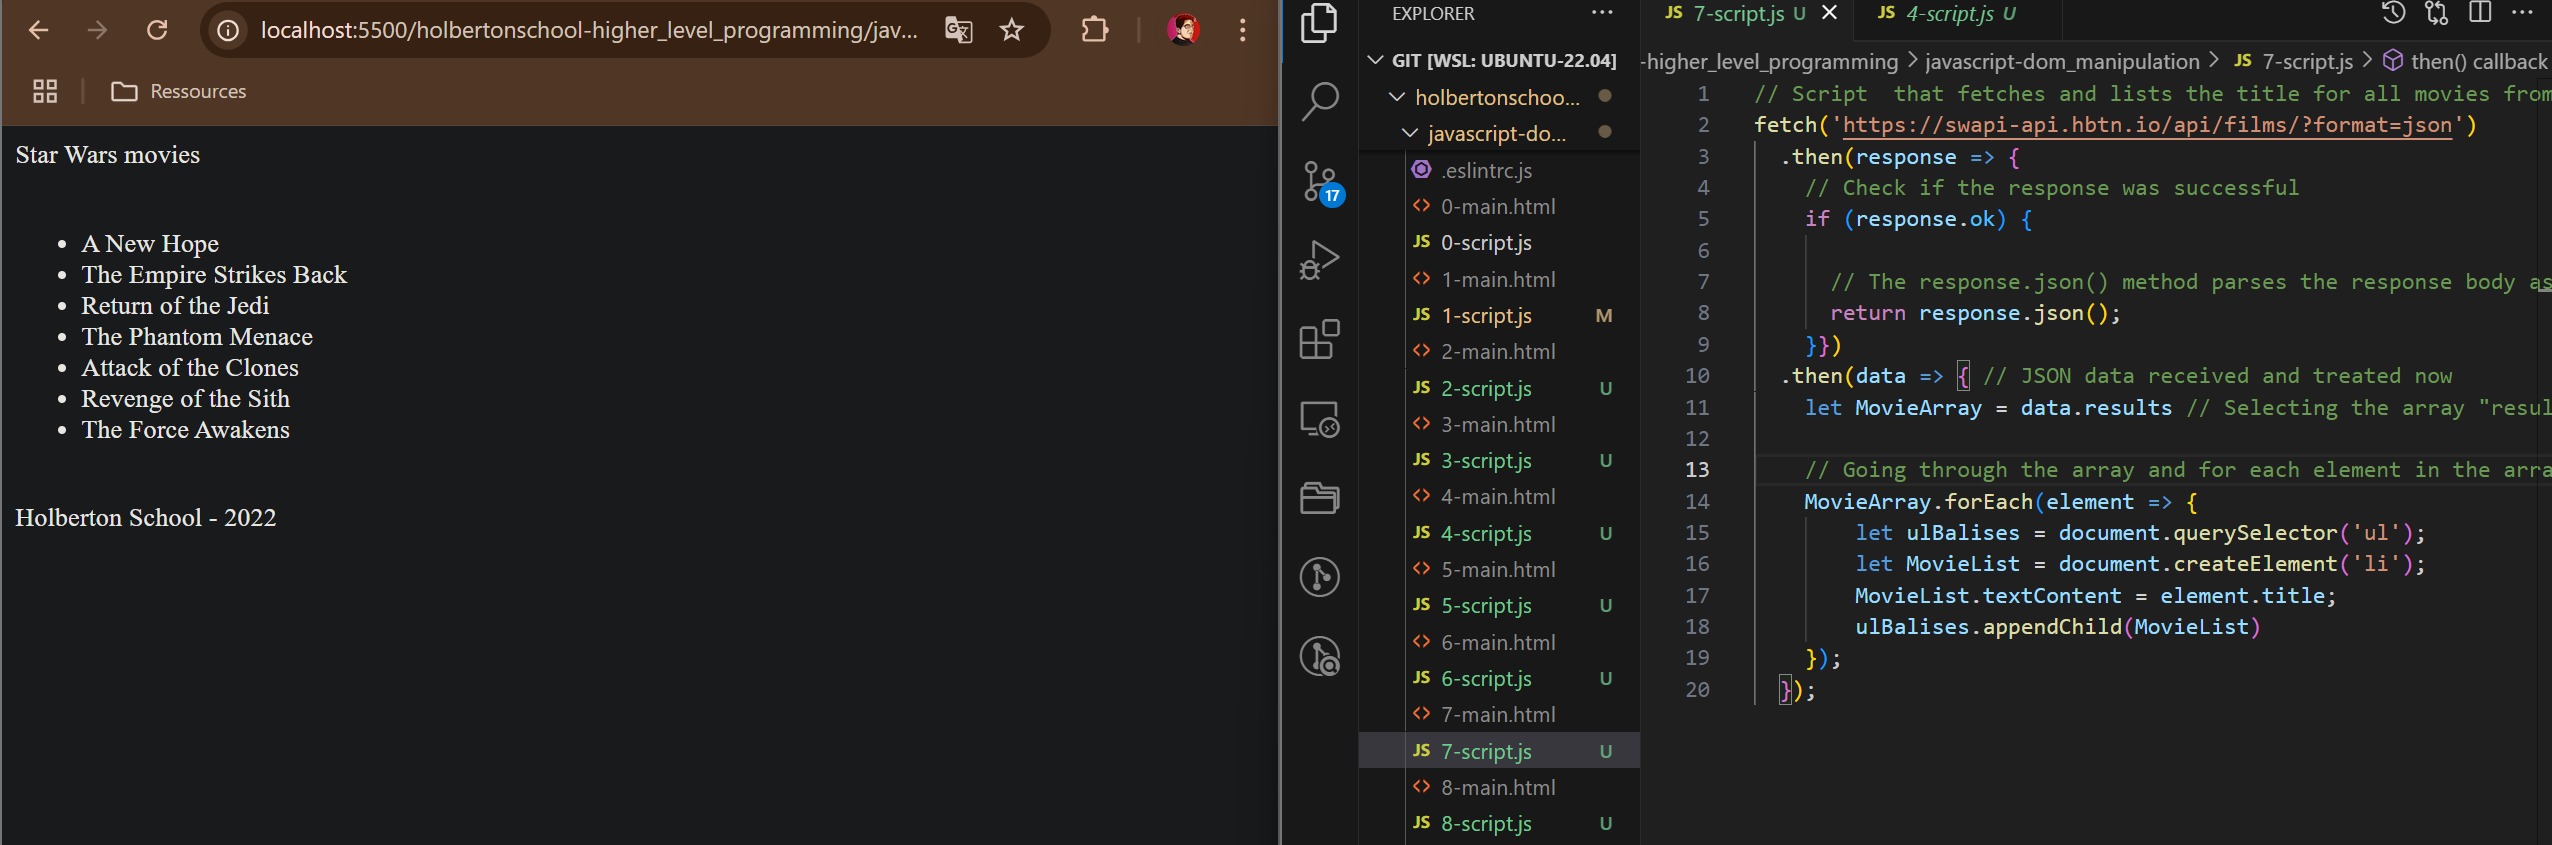 localhost:5500/holbertonschool-higher_level_programming/jav...
Ressources
Star Wars movies
• A New Hope
• The Empire Strikes Back
• Return of the Jedi
• The Phantom Menace
• Attack of the Clones
• Revenge of the Sith
• The Force Awakens
Holberton School - 2022
17
EXPLORER
GIT [WSL: UBUNTU-22.04]
holbertonschoo...
javascript-do...
.eslintrc.js
0-main.html
JS 0-script.js
1-main.html
JS 1-script.js M
2-main.html
JS 2-script.js U
3-main.html
JS 3-script.js U
4-main.html
JS 4-script.js U
5-main.html
JS 5-script.js U
6-main.html
JS 6-script.js U
7-main.html
JS 7-script.js U
8-main.html
JS 8-script.js U
JS 7-script.js U JS 4-script.js U
-higher_level_programming > javascript-dom_manipulation > JS 7-script.js > then() callback
1 // Script  that fetches and lists the title for all movies from
2 fetch('https://swapi-api.hbtn.io/api/films/?format=json')
3 .then(response => {
4 // Check if the response was successful
5 if (response.ok) {
6
7 // The response.json() method parses the response body as
8 return response.json();
9 }})
10 .then(data => { // JSON data received and treated now
11 let MovieArray = data.results // Selecting the array "resul
12
13 // Going through the array and for each element in the arra
14 MovieArray.forEach(element => {
15 let ulBalises = document.querySelector('ul');
16 let MovieList = document.createElement('li');
17 MovieList.textContent = element.title;
18 ulBalises.appendChild(MovieList)
19 });
20 });